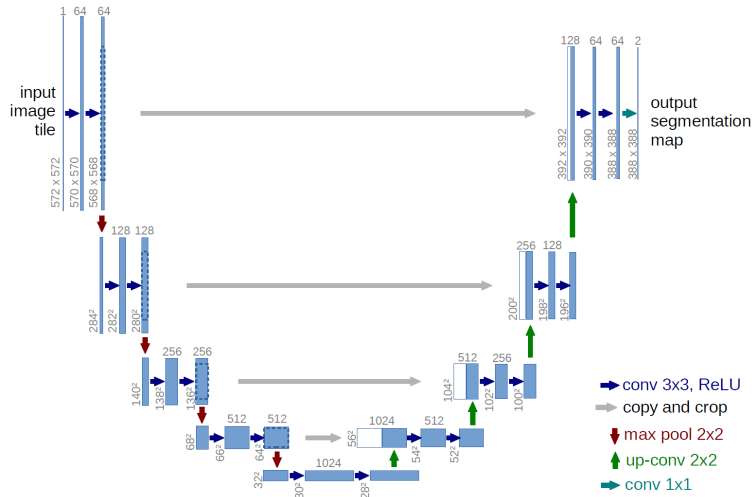 1
64
64
128
64
64
2
input
image
tile
output
segmentation
map
572 x 572
570 x 570
568 x 568
392 x 392
390 x 390
388 x 388
388 x 388
128
128
256
128
284²
282²
280²
200²
198²
196²
256
256
512
256
140²
138²
136²
104²
102²
100²
512
512
1024
512
68²
66²
64²
56²
54²
52²
1024
32²
30²
28²
conv 3x3, ReLU
copy and crop
max pool 2x2
up-conv 2x2
conv 1x1